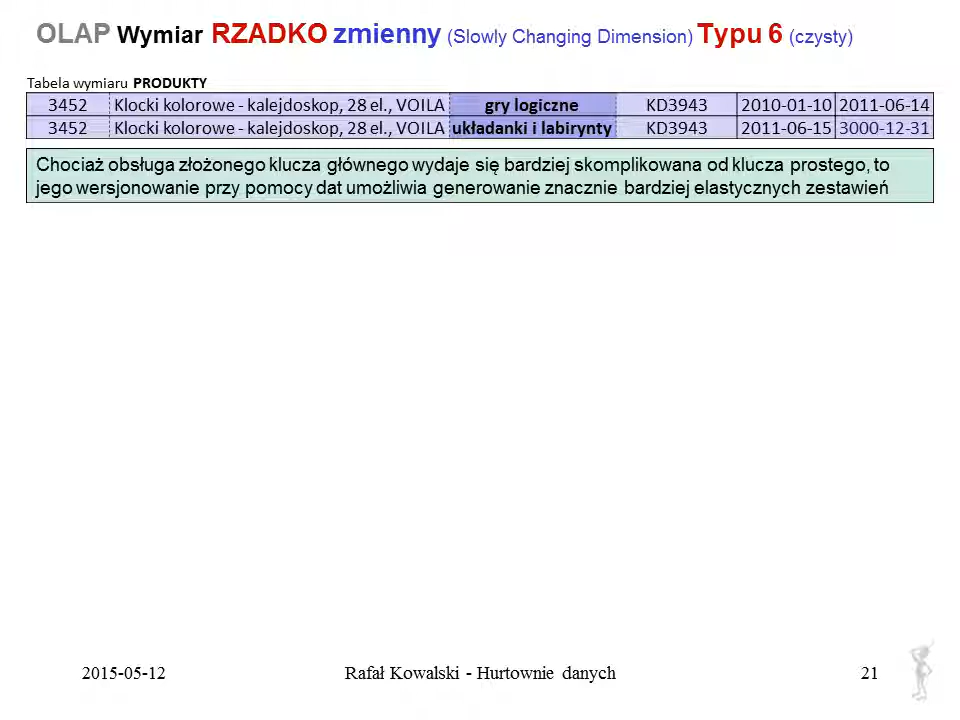 OLAP Wymiar RZADKO zmienny (Slowly Changing Dimension) Typu 6 (czysty)
Tabela wymiaru PRODUKTY
3452 Klocki kolorowe - kalejdoskop, 28 el., VOILA gry logiczne KD3943 2010-01-10 2011-06-14
3452 Klocki kolorowe - kalejdoskop, 28 el., VOILA układanki i labirynty KD3943 2011-06-15 3000-12-31
Chociaż obsługa złożonego klucza głównego wydaje się bardziej skomplikowana od klucza prostego, to
jego wersjonowanie przy pomocy dat umożliwia generowanie znacznie bardziej elastycznych zestawień
2015-05-12 Rafał Kowalski - Hurtownie danych 21